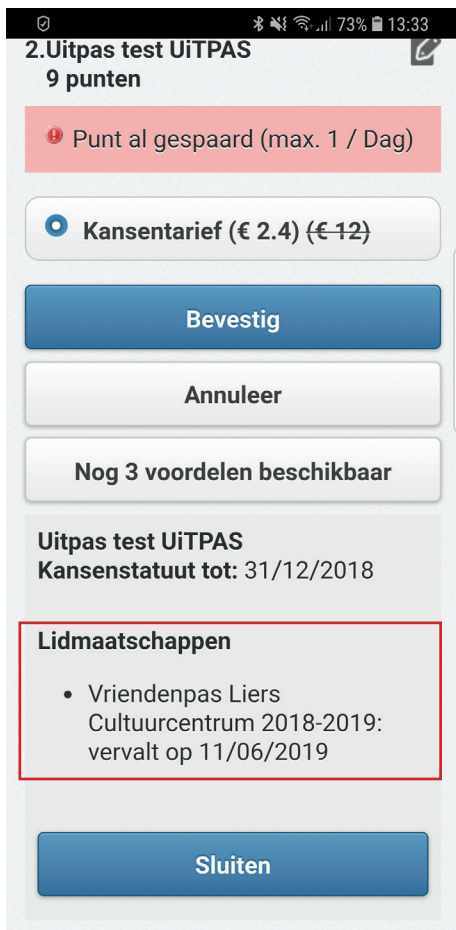 73% 13:33
2.Uitpas test UiTPAS
9 punten
Punt al gespaard (max. 1 / Dag)
Kansentarief (€ 2.4) (€ 12)
Bevestig
Annuleer
Nog 3 voordelen beschikbaar
Uitpas test UiTPAS
Kansenstatuut tot: 31/12/2018
Lidmaatschappen
• Vriendenpas Liers
Cultuurcentrum 2018-2019:
vervalt op 11/06/2019
Sluiten